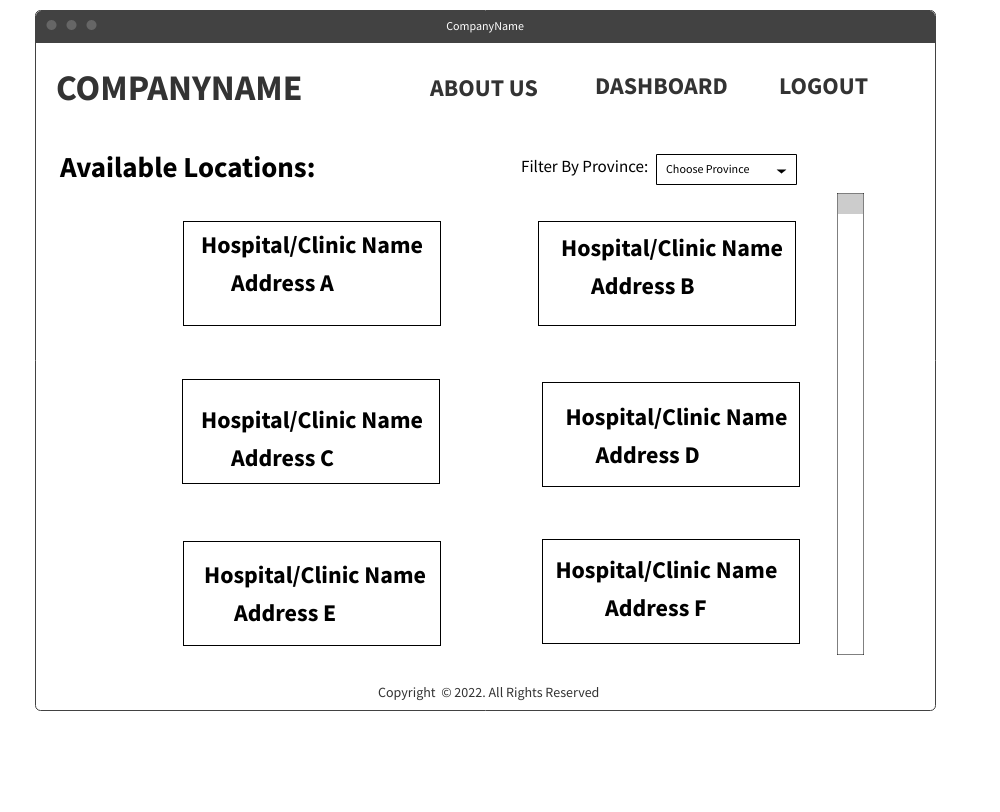 CompanyName
COMPANYNAME
ABOUT US
DASHBOARD
LOGOUT
Available Locations:
Filter By Province:
Choose Province
Hospital/Clinic Name
Address A
Hospital/Clinic Name
Address B
Hospital/Clinic Name
Address C
Hospital/Clinic Name
Address D
Hospital/Clinic Name
Address E
Hospital/Clinic Name
Address F
Copyright © 2022. All Rights Reserved